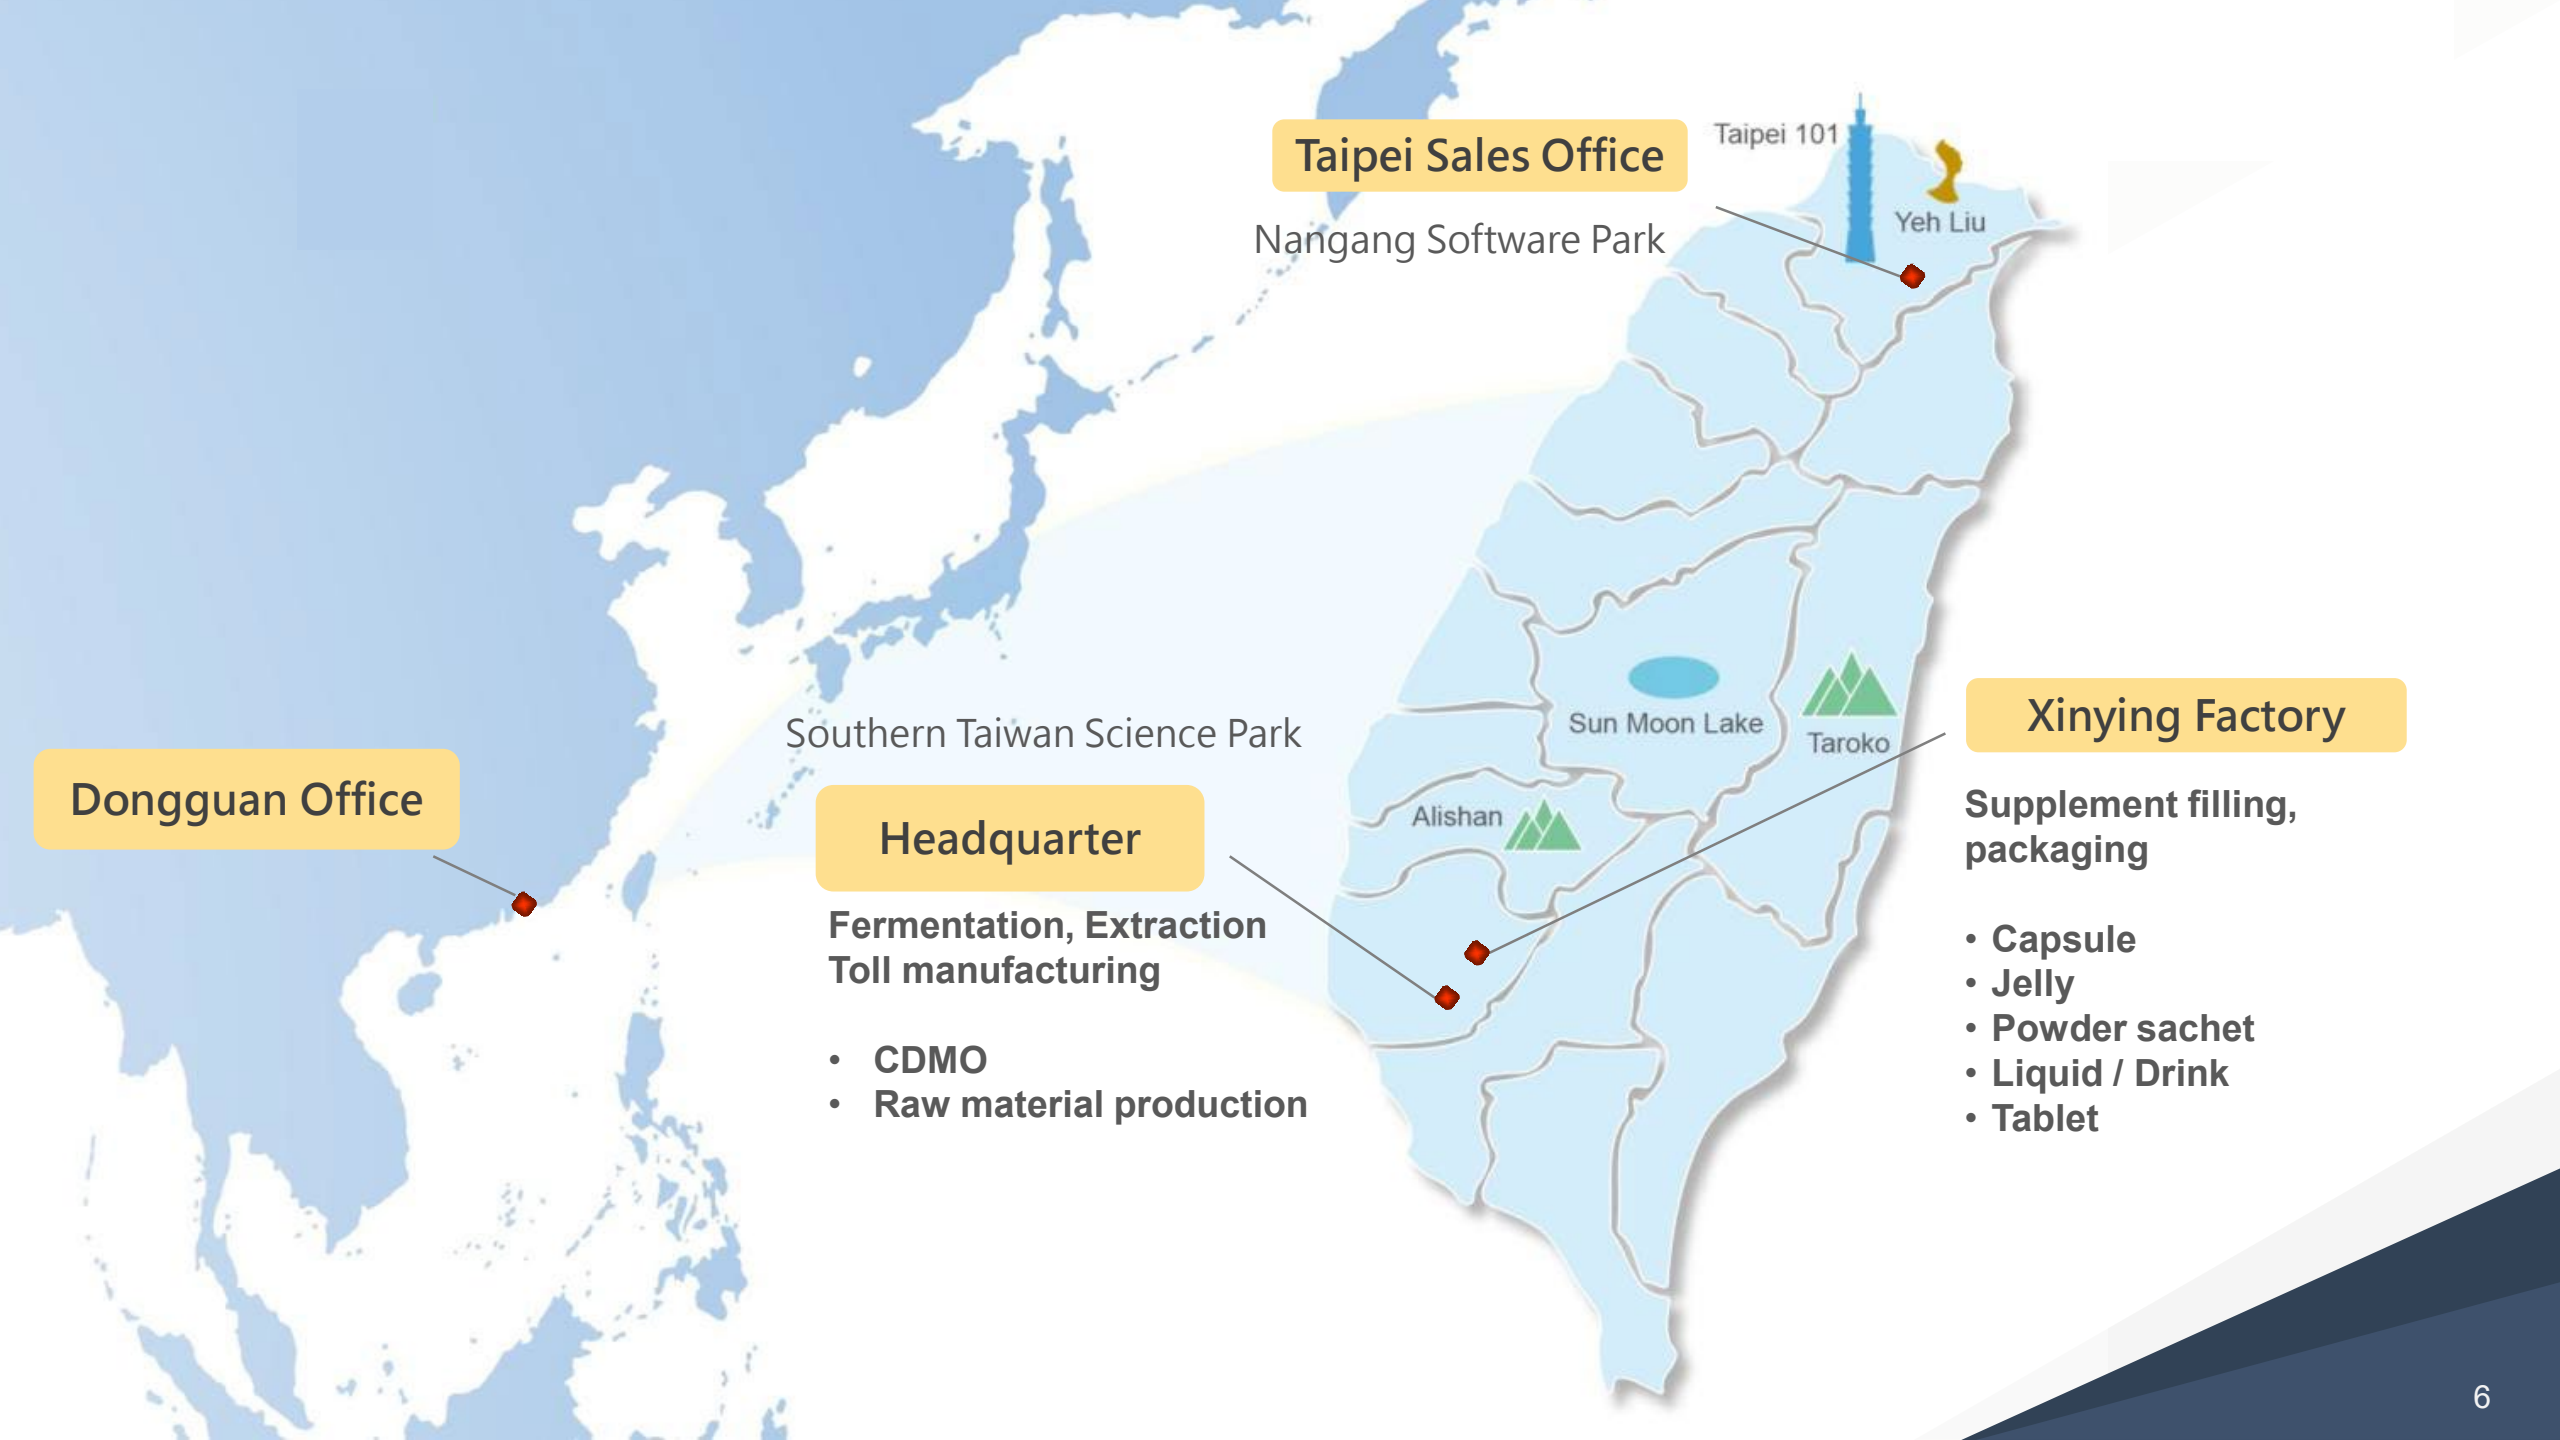 Taipei Sales Office
Nangang Software Park
Taipei 101
Yeh Liu
Sun Moon Lake
Taroko
Alishan
Dongguan Office
Southern Taiwan Science Park
Headquarter
Fermentation, Extraction
Toll manufacturing
• CDMO
• Raw material production
Xinying Factory
Supplement filling,
packaging
• Capsule
• Jelly
• Powder sachet
• Liquid / Drink
• Tablet
6